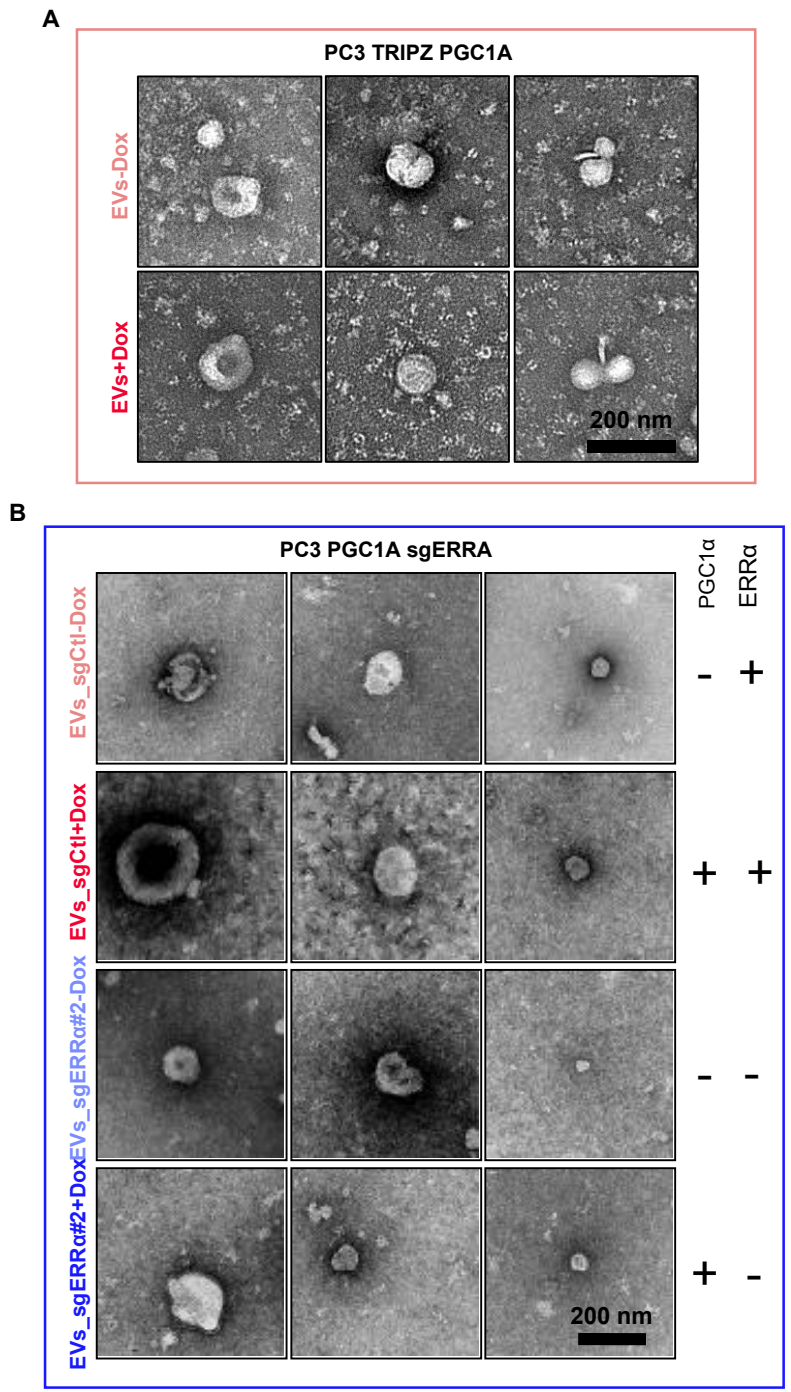 A
PC3 TRIPZ PGC1A
EVs-Dox
EVs+Dox
200 nm
B
PC3 PGC1A sgERRA
PGC1α
ERRα
EVs_sgCtl-Dox
- +
EVs_sgCtl+Dox
+ +
EVs_sgERRα#2-Dox
- -
EVs_sgERRα#2+Dox
+ -
200 nm